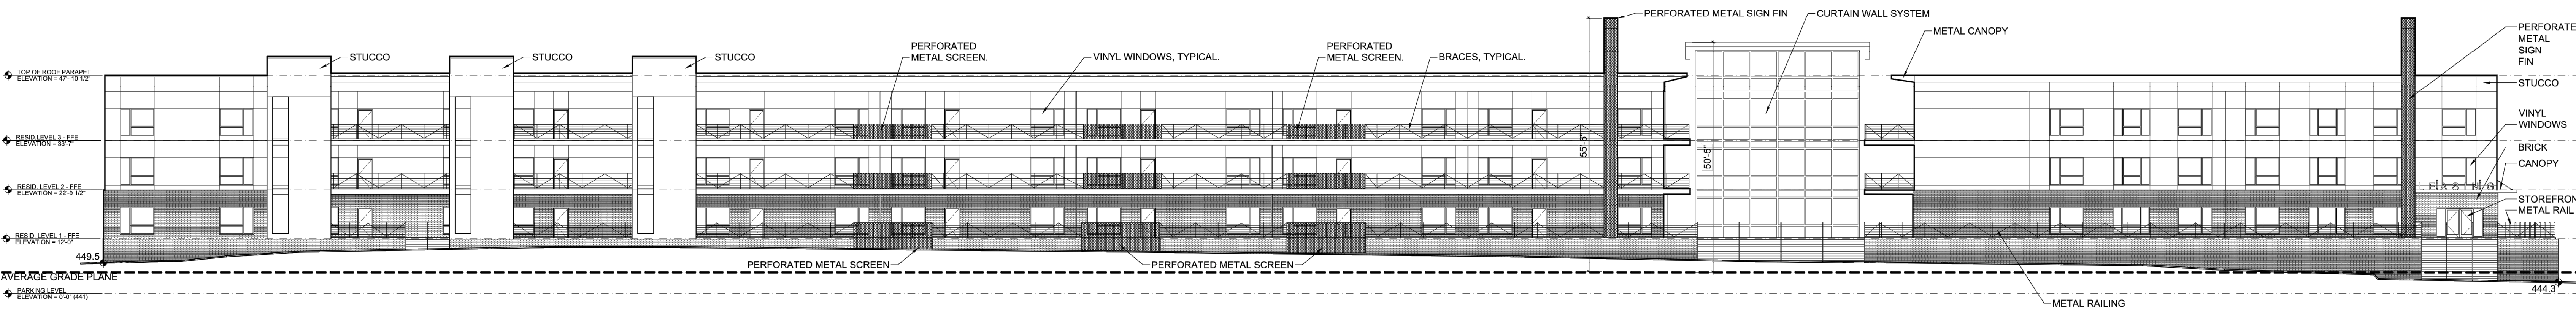 PERFORATED METAL SIGN FIN
CURTAIN WALL SYSTEM
METAL CANOPY
PERFORATE
METAL
SIGN
FIN
STUCCO
STUCCO
STUCCO
PERFORATED
METAL SCREEN.
VINYL WINDOWS, TYPICAL.
PERFORATED
METAL SCREEN.
BRACES, TYPICAL.
TOP OF ROOF PARAPET
ELEVATION = 47'- 10 1/2"
STUCCO
VINYL
WINDOWS
RESID.LEVEL 3 - FFE
ELEVATION = 33'-7"
55'-5"
50'-5"
BRICK
CANOPY
RESID. LEVEL 2 - FFE
ELEVATION = 22'-9 1/2"
LEASING
STOREFRON
METAL RAIL
RESID. LEVEL 1 - FFE
ELEVATION = 12'-0"
449.5
PERFORATED METAL SCREEN
PERFORATED METAL SCREEN
AVERAGE GRADE PLANE
PARKING LEVEL
ELEVATION = 0'-0" (441)
444.3
METAL RAILING